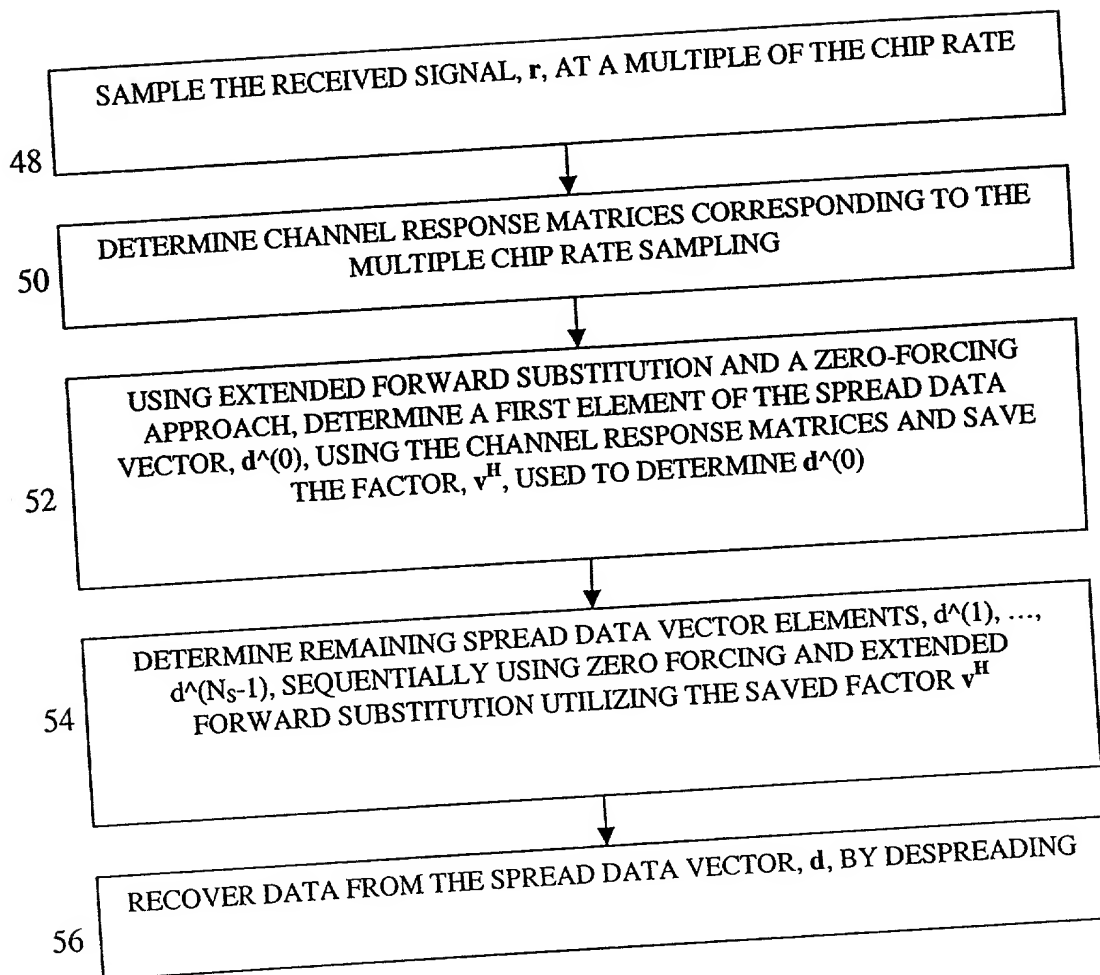 SAMPLE THE RECEIVED SIGNAL, r, AT A MULTIPLE OF THE CHIP RATE
48
DETERMINE CHANNEL RESPONSE MATRICES CORRESPONDING TO THE
MULTIPLE CHIP RATE SAMPLING
50
USING EXTENDED FORWARD SUBSTITUTION AND A ZERO-FORCING
APPROACH, DETERMINE A FIRST ELEMENT OF THE SPREAD DATA
VECTOR, d^(0), USING THE CHANNEL RESPONSE MATRICES AND SAVE
THE FACTOR, v^H, USED TO DETERMINE d^(0)
52
DETERMINE REMAINING SPREAD DATA VECTOR ELEMENTS, d^(1), ...,
d^(N_S-1), SEQUENTIALLY USING ZERO FORCING AND EXTENDED
FORWARD SUBSTITUTION UTILIZING THE SAVED FACTOR v^H
54
RECOVER DATA FROM THE SPREAD DATA VECTOR, d, BY DESPREADING
56